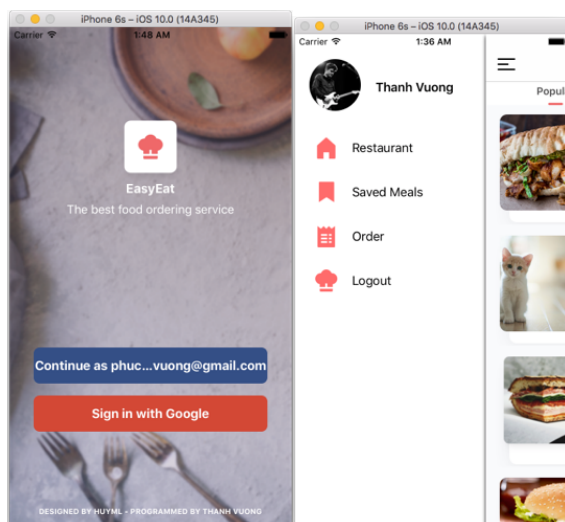 iPhone 6s – iOS 10.0 (14A345)
Carrier
1:48 AM
EasyEat
The best food ordering service
Continue as phuc...vuong@gmail.com
Sign in with Google
DESIGNED BY HUYML - PROGRAMMED BY THANH VUONG
iPhone 6s – iOS 10.0 (14A345)
Carrier
1:36 AM
Thanh Vuong
Restaurant
Saved Meals
Order
Logout
Popul